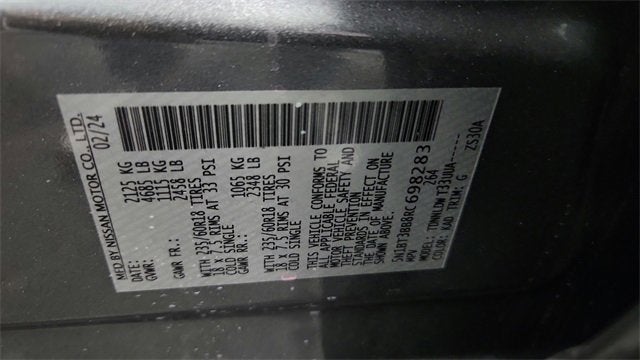 MFD BY NISSAN MOTOR CO., LTD.
DATE: 02/24
GVWR: 2125 KG
4685 LB
GAWR FR.: 1115 KG
2458 LB
WITH 235/60R18 TIRES
18 x 7.5 RIMS AT 33 PSI
COLD SINGLE
GAWR RR.: 1065 KG
2348 LB
WITH 235/60R18 TIRES
18 x 7.5 RIMS AT 30 PSI
COLD SINGLE
THIS VEHICLE CONFORMS TO
ALL APPLICABLE FEDERAL
MOTOR VEHICLE SAFETY AND
THEFT PREVENTION
STANDARDS IN EFFECT ON
THE DATE OF MANUFACTURE
SHOWN ABOVE.
5N1BT3BB8RC698283
MPV Z64
MODEL: TDWNLDW T33UUA-----
COLOR: KAD TRIM: G
ZS30A